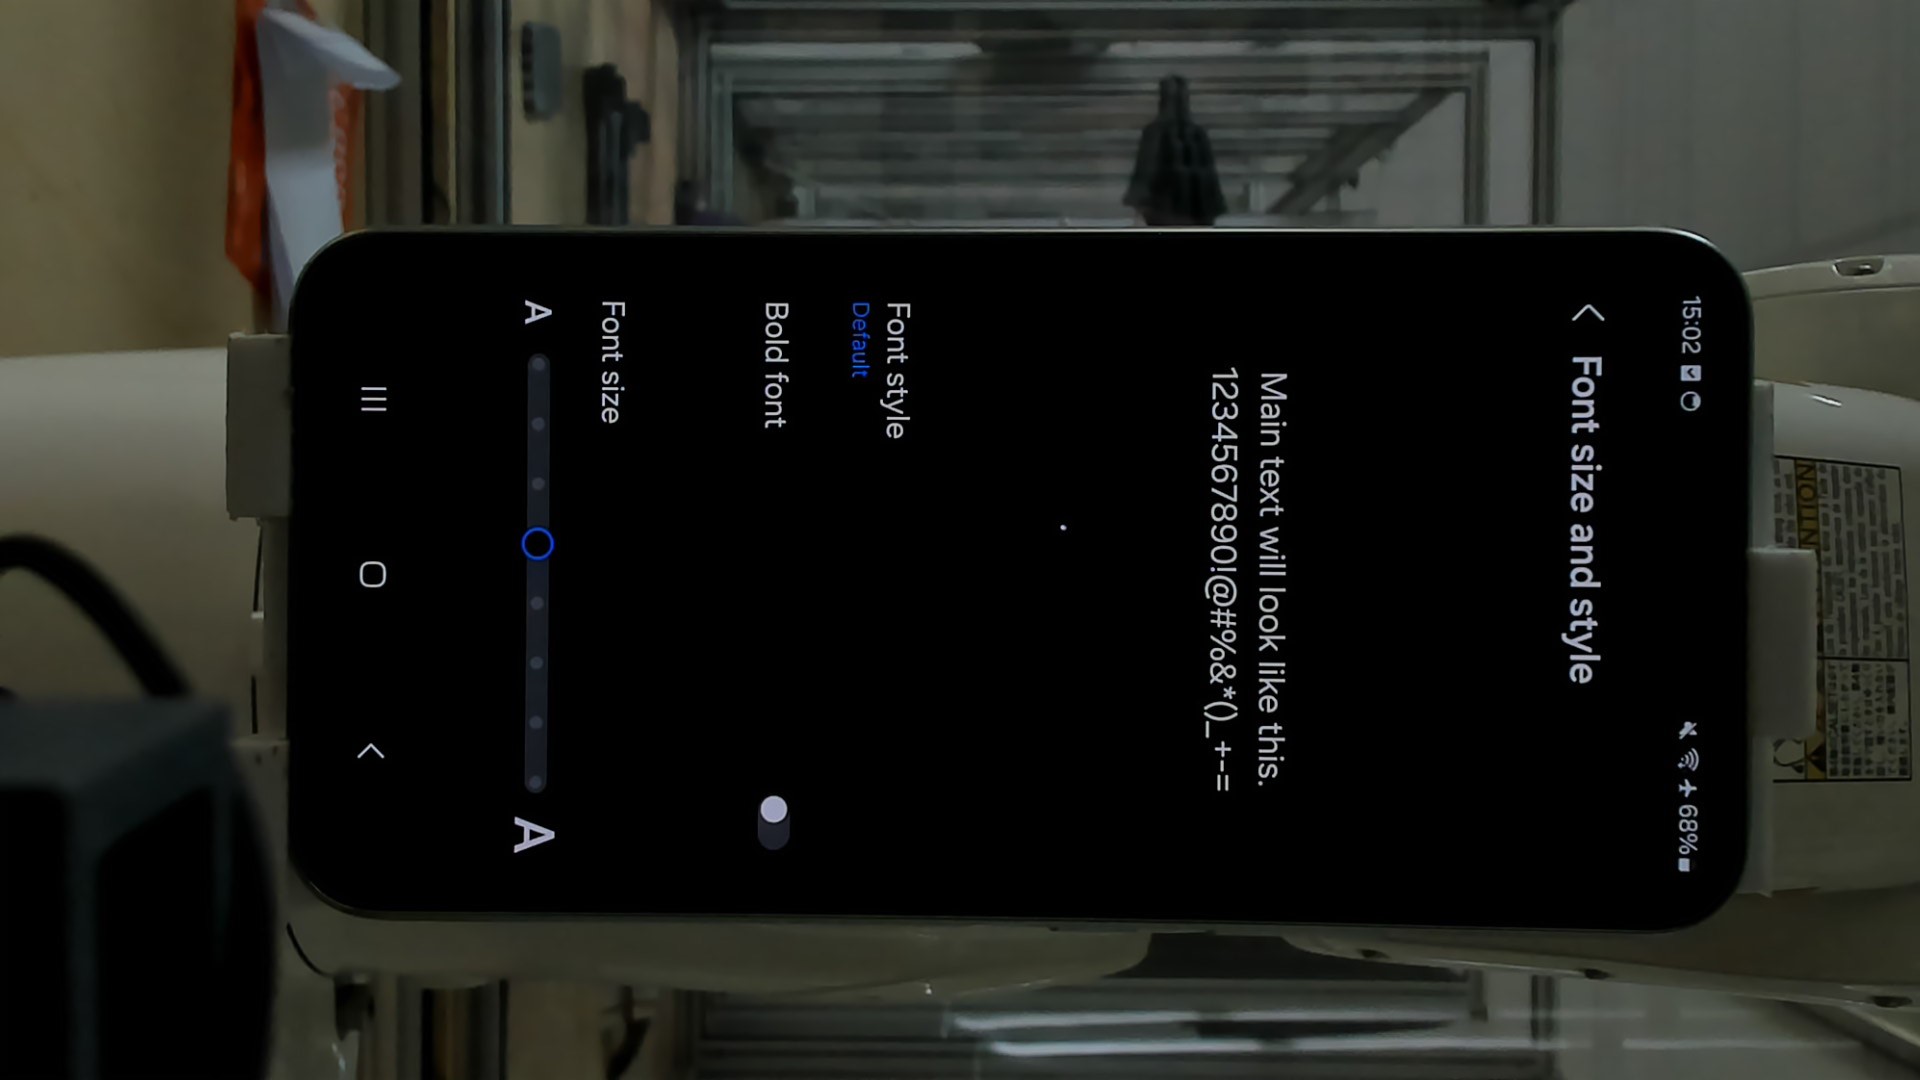 15:02
68%
Font size and style
Main text will look like this.
1234567890!@#%&*()_+-=
Font style
Default
Bold font
Font size
A
A